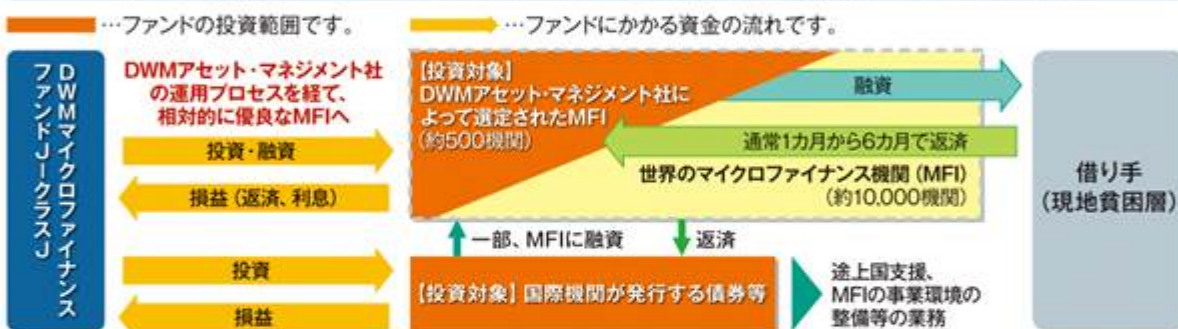 …ファンドの投資範囲です。
…ファンドにかかる資金の流れです。
DWMマイクロファイナンス
ファンドJ－クラスJ
DWMアセット・マネジメント社
の運用プロセスを経て、
相対的に優良なMFIへ
投資・融資
損益（返済、利息）
投資
損益
【投資対象】
DWMアセット・マネジメント社に
よって選定されたMFI
（約500機関）
融資
通常1カ月から6カ月で返済
世界のマイクロファイナンス機関（MFI）
（約10,000機関）
一部、MFIに融資
返済
【投資対象】国際機関が発行する債券等
途上国支援、
MFIの事業環境の
整備等の業務
借り手
（現地貧困層）